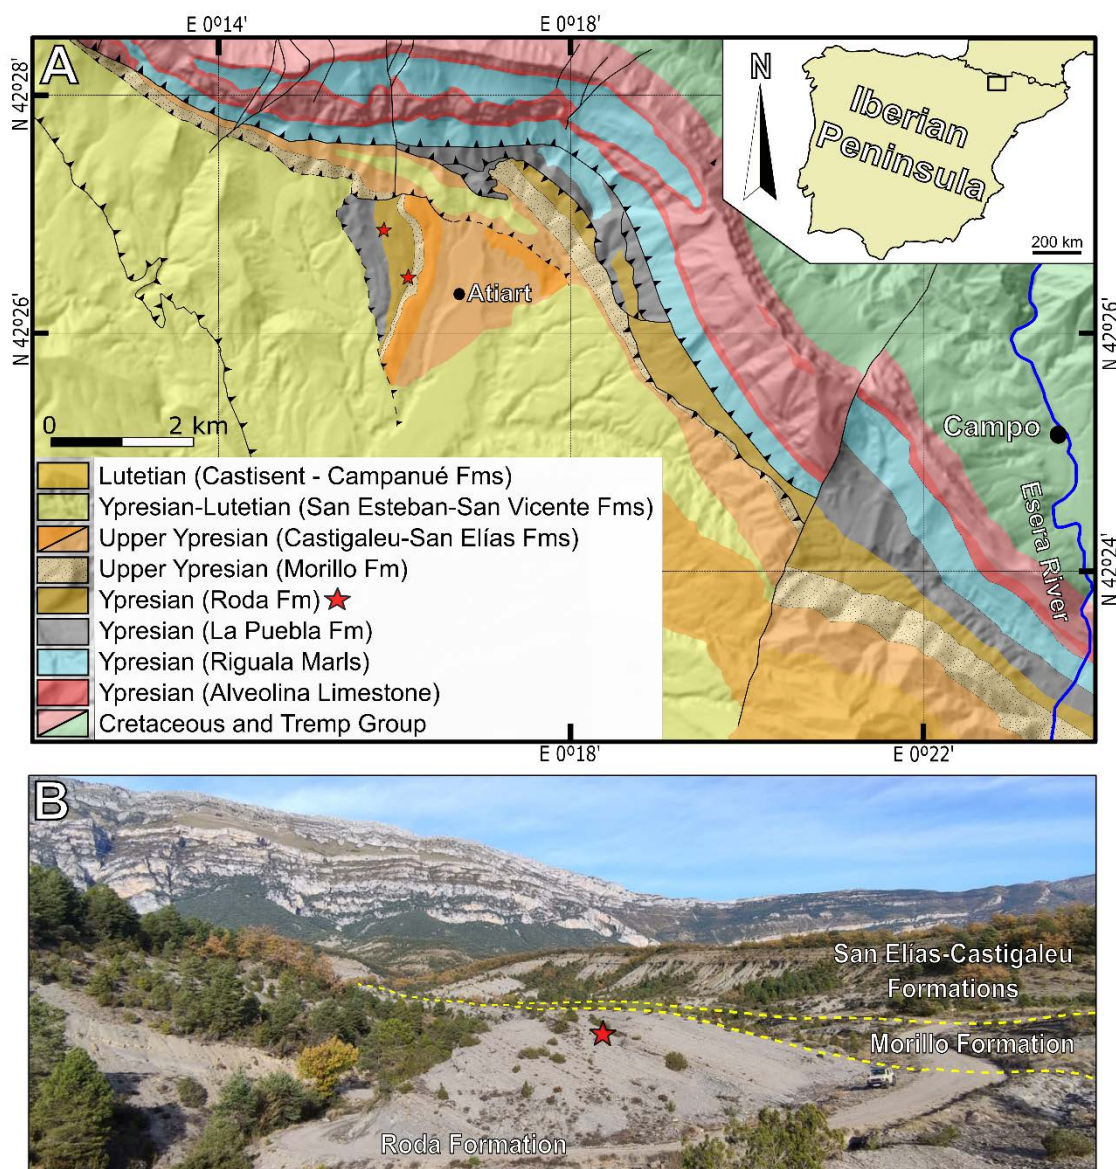 E 0º14'
E 0º18'
A
N 42º28'
N
Iberian
Peninsula
200 km
Atiart
N 42º26'
N 42º26'
0
2 km
Campo
Esera River
N 42º24'
Lutetian (Castisent - Campanué Fms)
Ypresian-Lutetian (San Esteban-San Vicente Fms)
Upper Ypresian (Castigaleu-San Elías Fms)
Upper Ypresian (Morillo Fm)
Ypresian (Roda Fm)
Ypresian (La Puebla Fm)
Ypresian (Riguala Marls)
Ypresian (Alveolina Limestone)
Cretaceous and Tremp Group
E 0º18'
E 0º22'
B
San Elías-Castigaleu
Formations
Morillo Formation
Roda Formation